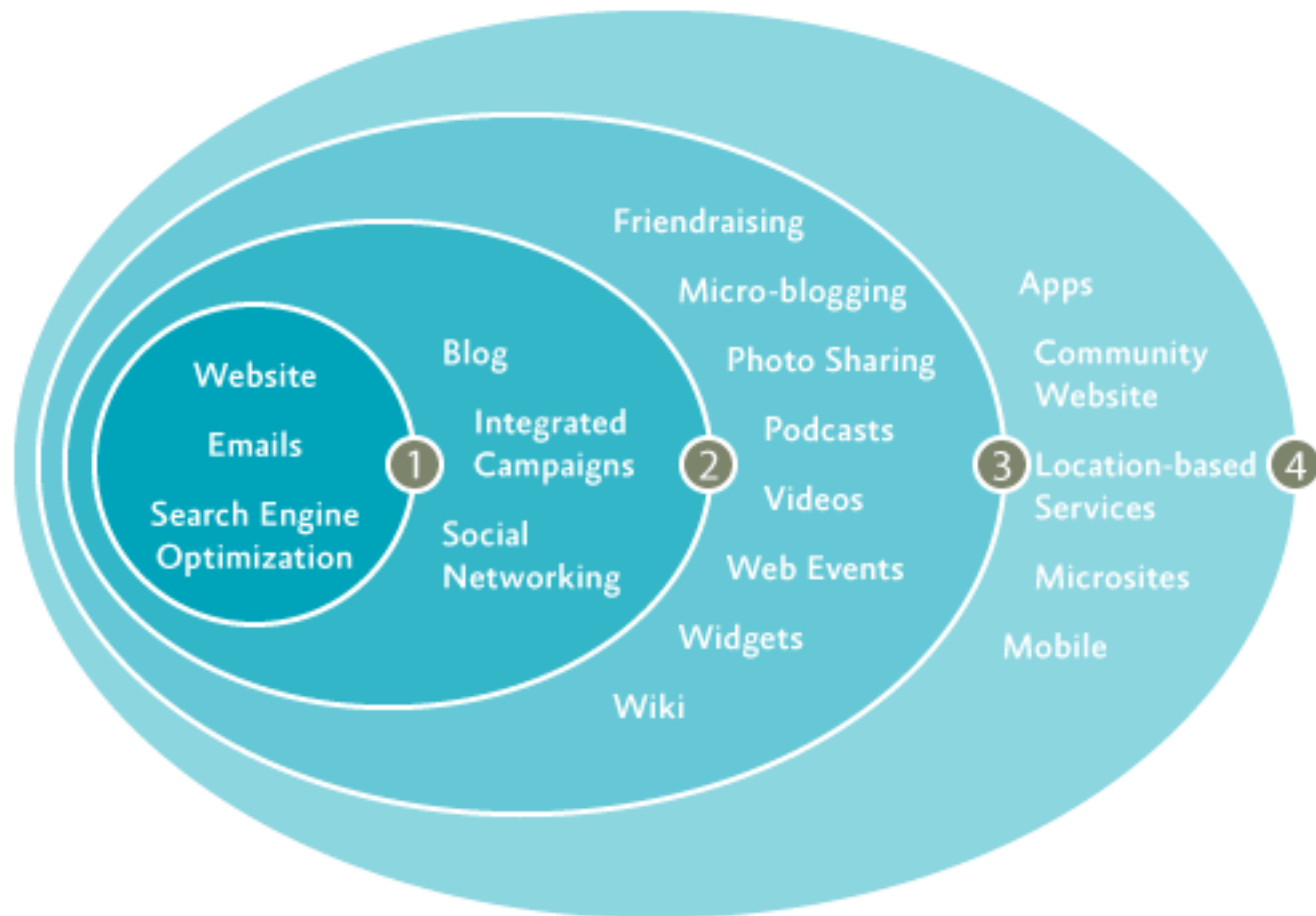 Website
Emails
Search Engine
Optimization
1
Blog
Integrated
Campaigns
Social
Networking
2
Friendraising
Micro-blogging
Photo Sharing
Podcasts
Videos
Web Events
Widgets
Wiki
3
Apps
Community
Website
Location-based
Services
Microsites
Mobile
4